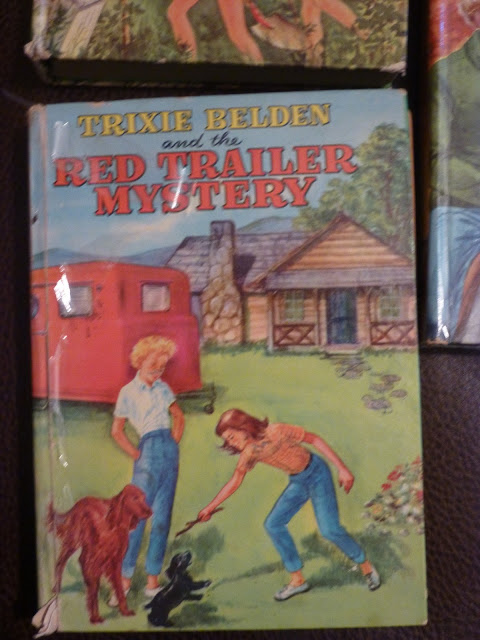 TRIXIE BELDEN
and the
RED TRAILER
MYSTERY